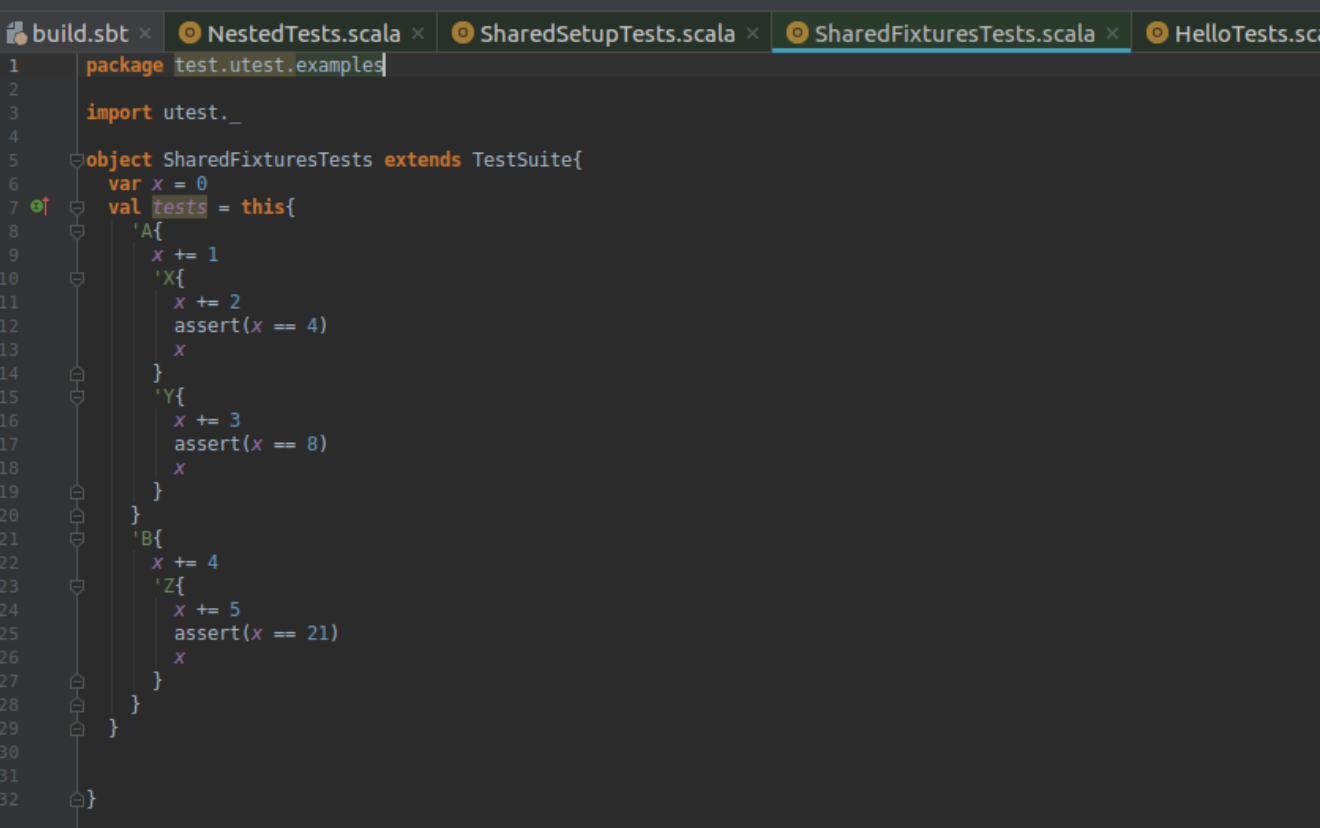 build.sbt × NestedTests.scala × SharedSetupTests.scala × SharedFixturesTests.scala × HelloTests.sca
1 package test.utest.examples
2
3 import utest._
4
5 object SharedFixturesTests extends TestSuite{
6   var x = 0
7   val tests = this{
8     'A{
9       x += 1
10       'X{
11         x += 2
12         assert(x == 4)
13         x
14       }
15       'Y{
16         x += 3
17         assert(x == 8)
18         x
19       }
20     }
21     'B{
22       x += 4
23       'Z{
24         x += 5
25         assert(x == 21)
26         x
27       }
28     }
29   }
30
31
32 }